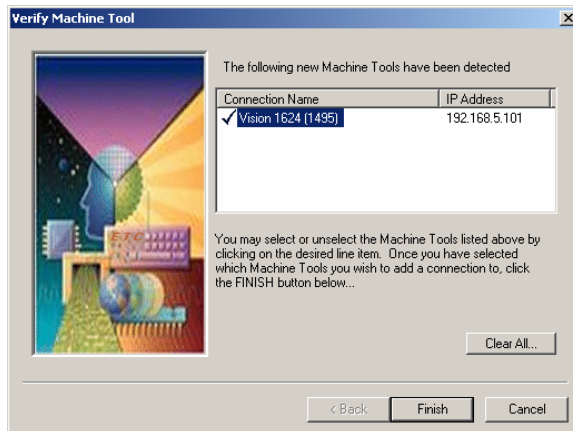 Verify Machine Tool
The following new Machine Tools have been detected
Connection Name IP Address
Vision 1624 (1495) 192.168.5.101
You may select or unselect the Machine Tools listed above by
clicking on the desired line item. Once you have selected
which Machine Tools you wish to add a connection to, click
the FINISH button below...
ETC
Clear All...
< Back Finish Cancel